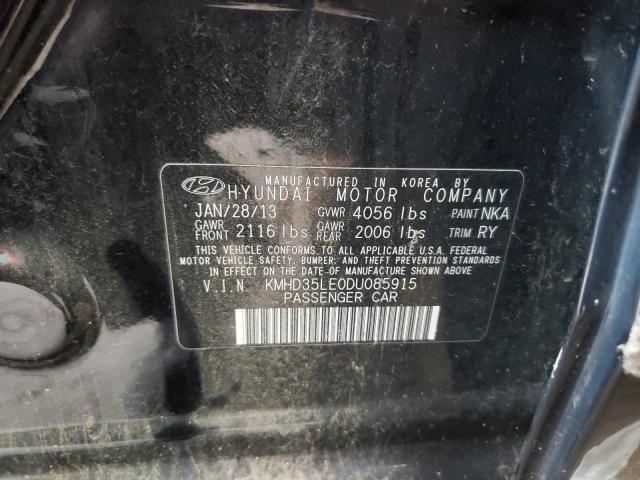 MANUFACTURED IN KOREA BY
HYUNDAI MOTOR COMPANY
JAN/28/13 GVWR 4056 lbs PAINT NKA
GAWR FRONT 2116 lbs GAWR REAR 2006 lbs TRIM RY
THIS VEHICLE CONFORMS TO ALL APPLICABLE U.S.A. FEDERAL
MOTOR VEHICLE SAFETY, BUMPER, AND THEFT PREVENTION STANDARDS
IN EFFECT ON THE DATE OF MANUFACTURE SHOWN ABOVE.
V I N KMHD35LE0DU085915
PASSENGER CAR